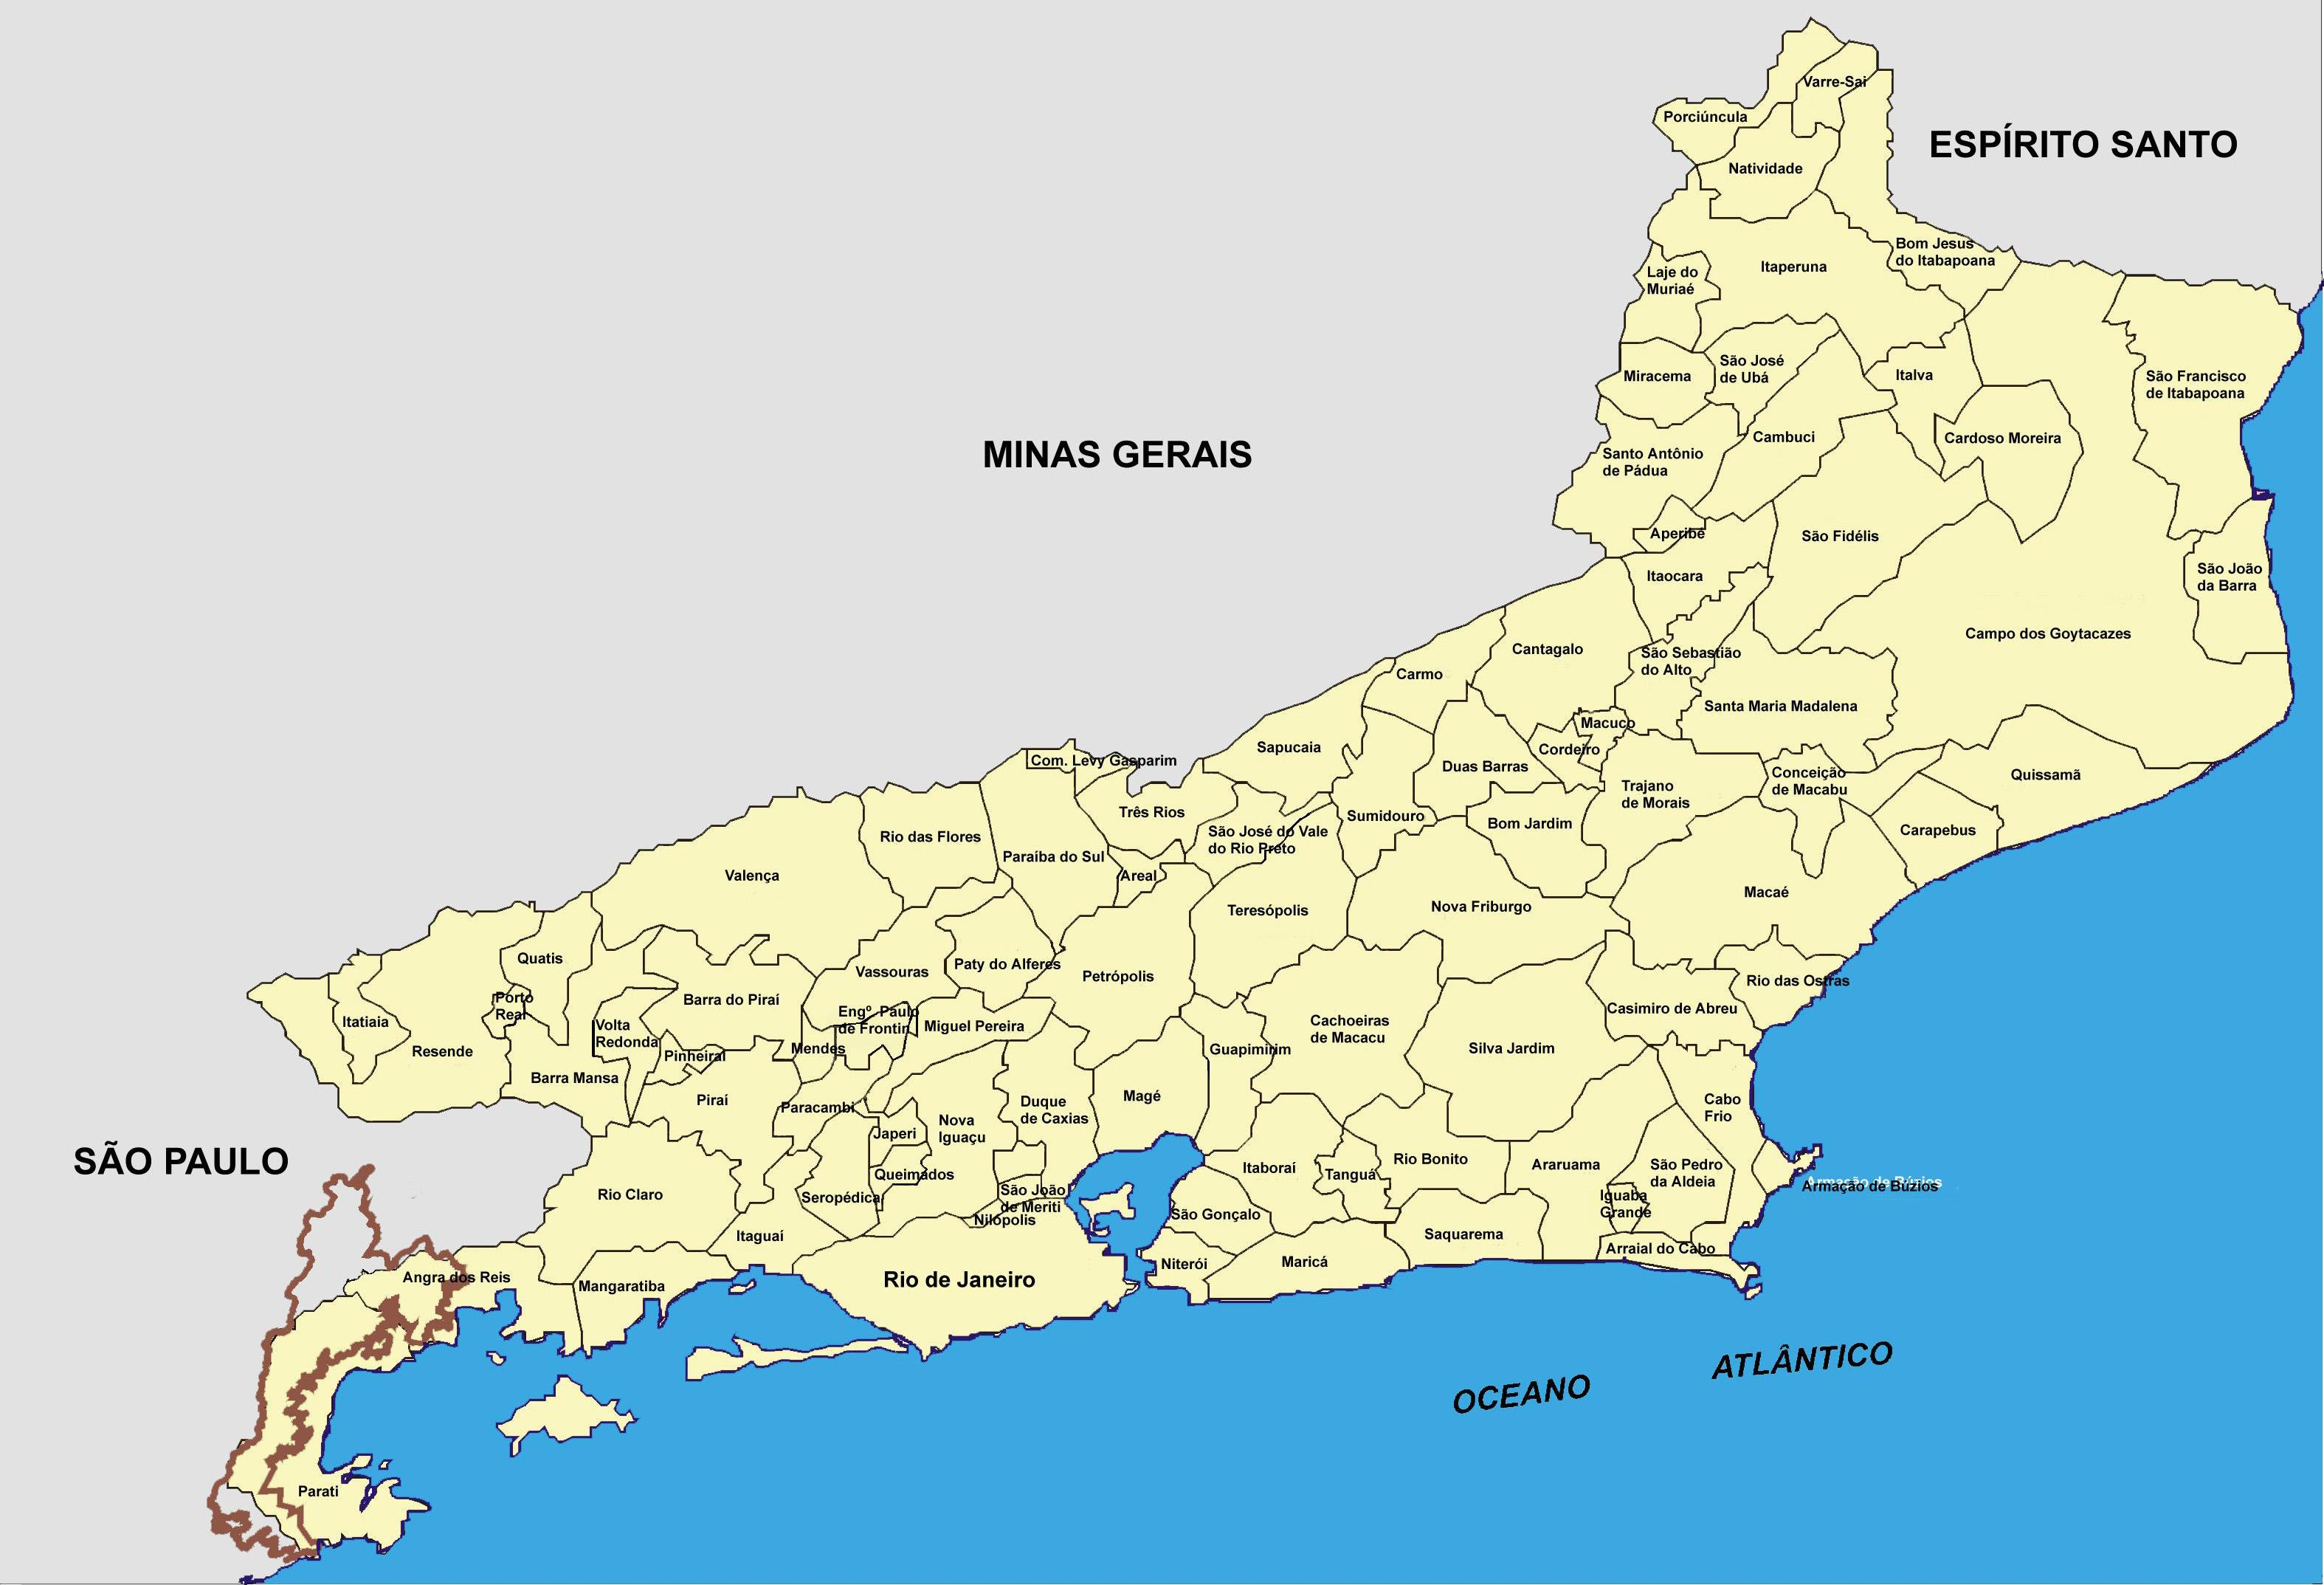 Varre-Sai
Porciúncula
ESPÍRITO SANTO
Natividade
Bom Jesus
do Itabapoana
Itaperuna
Laje do
Muriaé
São José
de Ubá
Miracema
Italva
São Francisco
de Itabapoana
Cambuci
Cardoso Moreira
MINAS GERAIS
Santo Antônio
de Pádua
Aperibé
São Fidélis
Itaocara
São João
da Barra
Campo dos Goytacazes
Cantagalo
São Sebastião
do Alto
Carmo
Santa Maria Madalena
Macuco
Cordeiro
Sapucaia
Com. Levy Gasparim
Duas Barras
Conceição
de Macabu
Quissamã
Trajano
de Morais
Três Rios
Sumidouro
Bom Jardim
Carapebus
São José do Vale
do Rio Preto
Rio das Flores
Paraíba do Sul
Valença
Areal
Macaé
Teresópolis
Nova Friburgo
Quatis
Vassouras
Paty do Alferes
Petrópolis
Rio das Ostras
Porto
Real
Barra do Piraí
Casimiro de Abreu
Itatiaia
Volta
Redonda
Engº Paulo
de Frontin
Miguel Pereira
Cachoeiras
de Macacu
Resende
Pinheiral
Mendes
Guapimirim
Silva Jardim
Barra Mansa
Piraí
Paracambi
Magé
Duque
de Caxias
Cabo
Frio
Japeri
Nova
Iguaçu
SÃO PAULO
Queimados
Itaboraí
Tanguá
Rio Bonito
Araruama
São Pedro
da Aldeia
Armação de Búzios
Armação de Búzios
Rio Claro
Seropédica
São João
de Meriti
Nilópolis
São Gonçalo
Iguaba
Grande
Itaguaí
Saquarema
Arraial do Cabo
Niterói
Maricá
Angra dos Reis
Mangaratiba
Rio de Janeiro
OCEANO
ATLÂNTICO
Parati